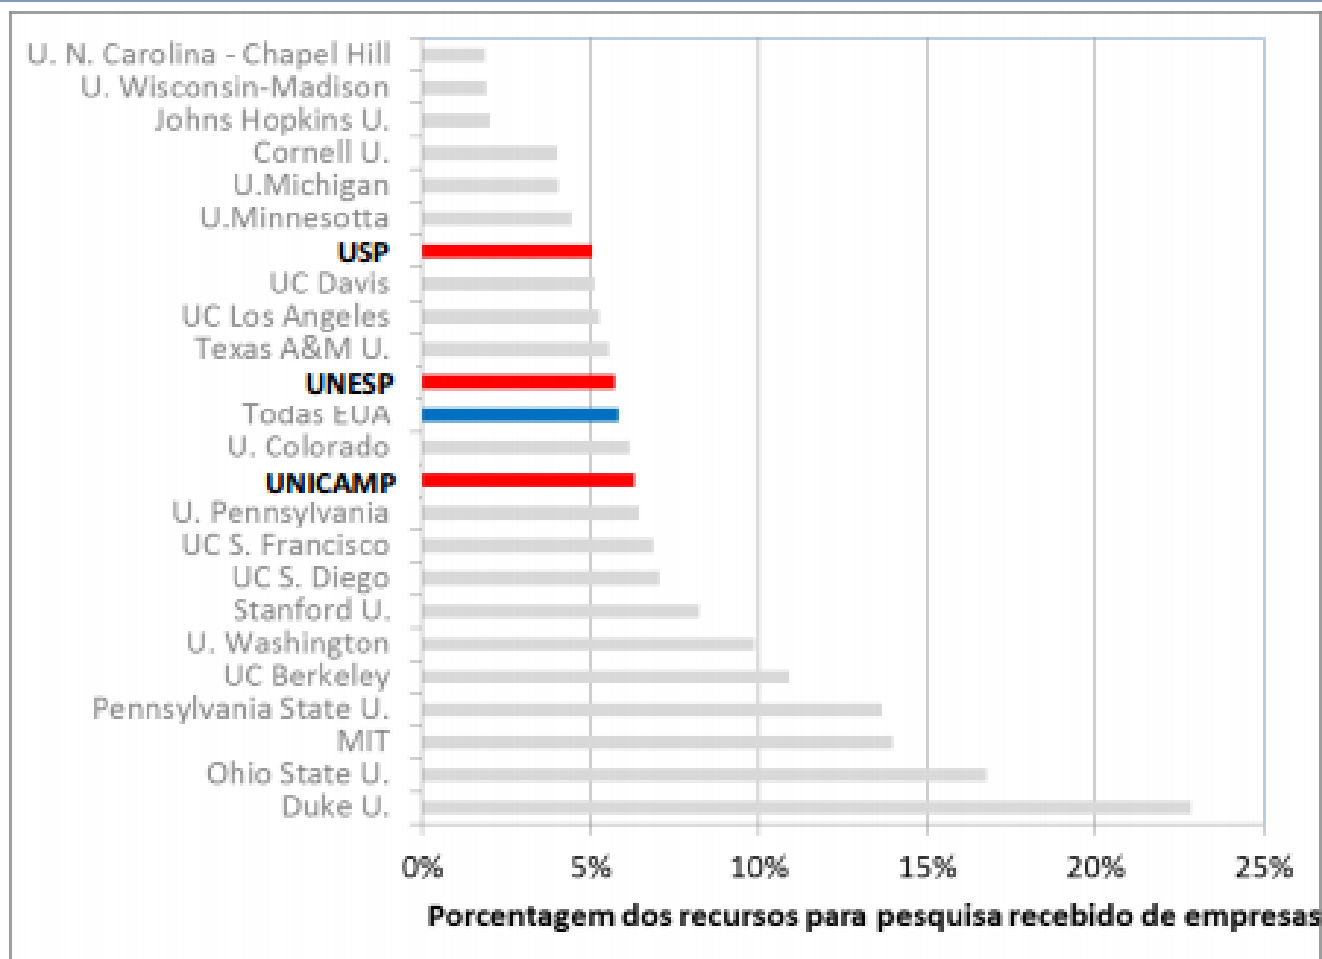 U. N. Carolina - Chapel Hill
U. Wisconsin-Madison
Johns Hopkins U.
Cornell U.
U.Michigan
U.Minnesotta
USP
UC Davis
UC Los Angeles
Texas A&M U.
UNESP
Todas EUA
U. Colorado
UNICAMP
U. Pennsylvania
UC S. Francisco
UC S. Diego
Stanford U.
U. Washington
UC Berkeley
Pennsylvania State U.
MIT
Ohio State U.
Duke U.
0% 5% 10% 15% 20% 25%
Porcentagem dos recursos para pesquisa recebido de empresas